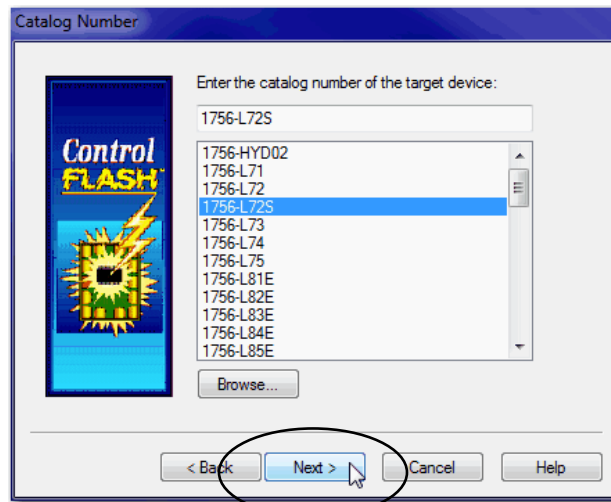 Catalog Number
Control
FLASH
Enter the catalog number of the target device:
1756-L72S
1756-HYD02
1756-L71
1756-L72
1756-L72S
1756-L73
1756-L74
1756-L75
1756-L81E
1756-L82E
1756-L83E
1756-L84E
1756-L85E
Browse...
< Back
Next >
Cancel
Help